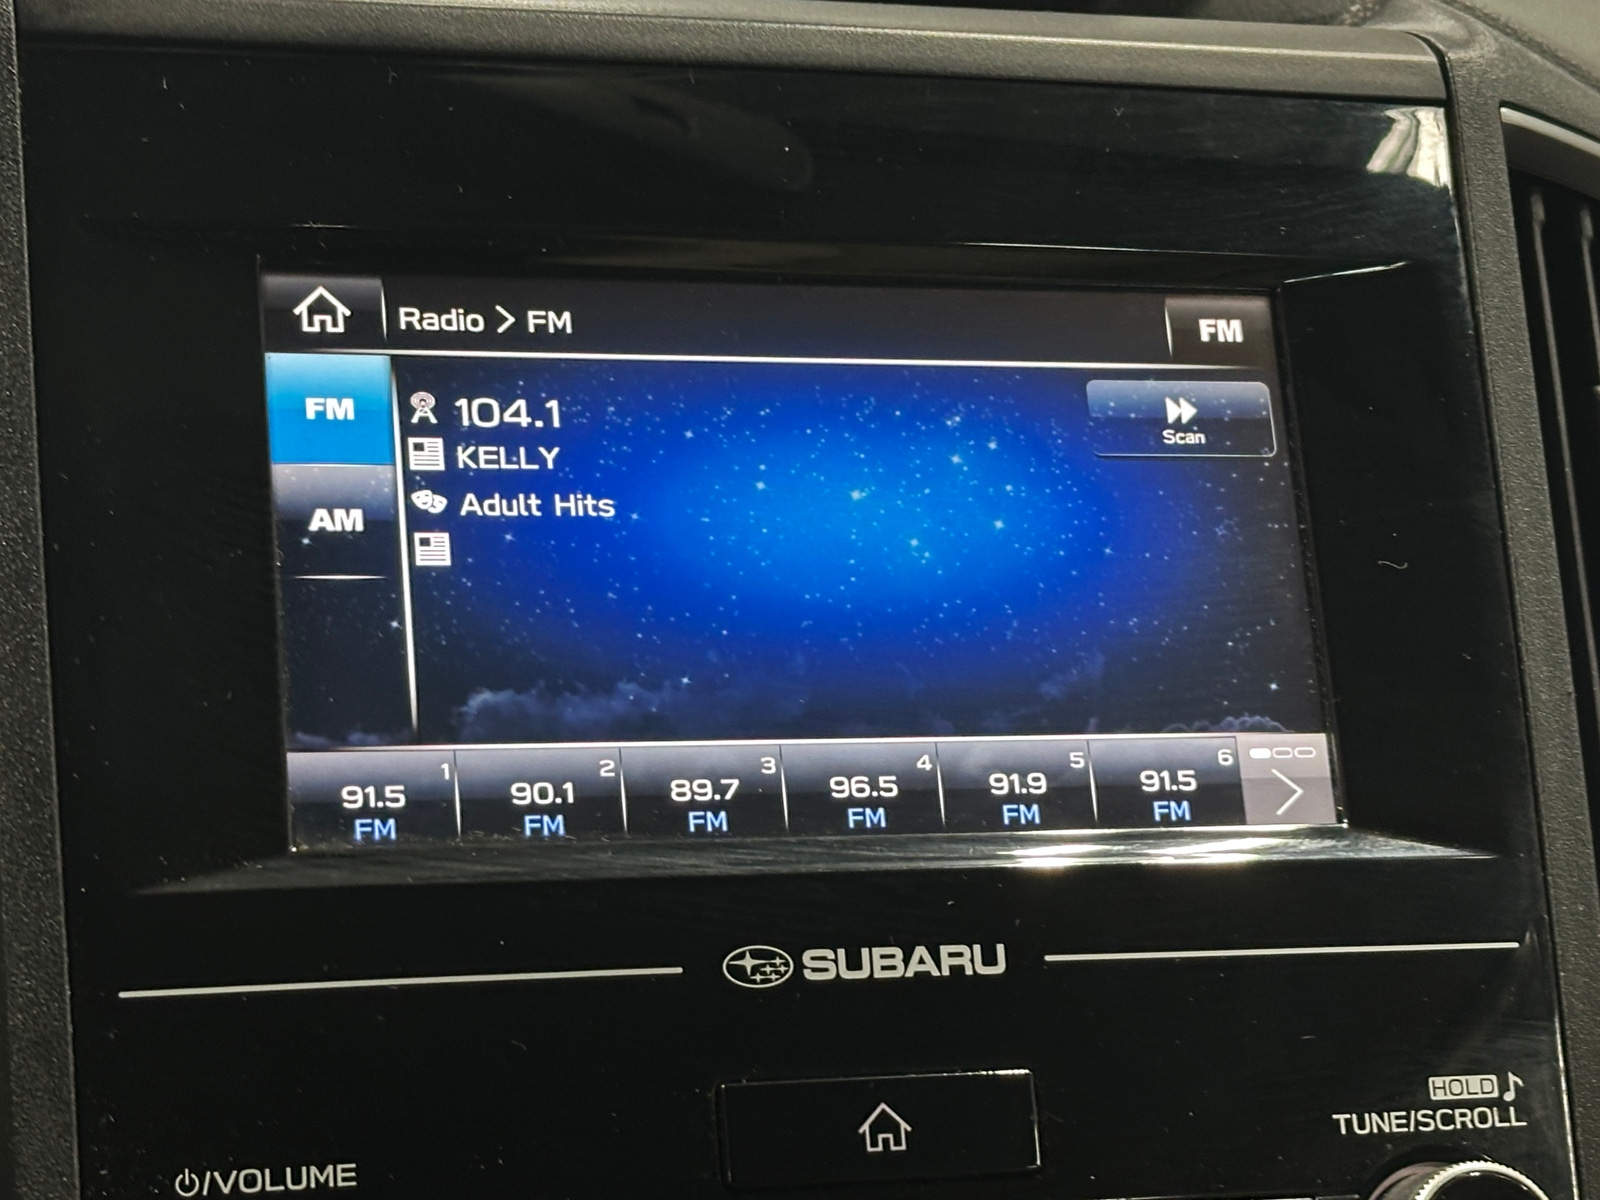 Radio > FM
FM
FM
104.1
Scan
KELLY
Adult Hits
AM
1
91.5
FM
2
90.1
FM
3
89.7
FM
4
96.5
FM
5
91.9
FM
6
91.5
FM
SUBARU
HOLD
TUNE/SCROLL
/VOLUME